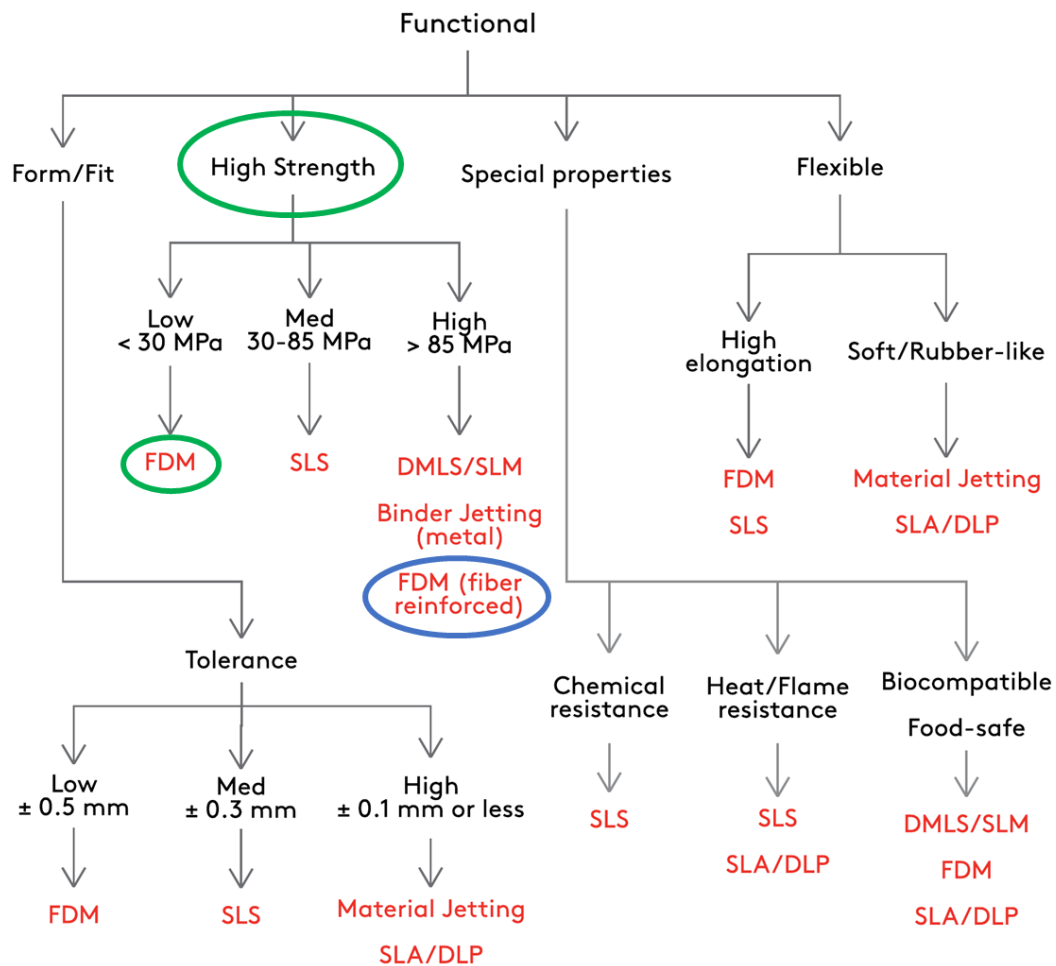 Functional
Form/Fit
High Strength
Special properties
Flexible
Low
< 30 MPa
Med
30-85 MPa
High
> 85 MPa
High
elongation
Soft/Rubber-like
FDM
SLS
DMLS/SLM
Binder Jetting
(metal)
FDM (fiber
reinforced)
FDM
SLS
Material Jetting
SLA/DLP
Tolerance
Low
± 0.5 mm
Med
± 0.3 mm
High
± 0.1 mm or less
FDM
SLS
Material Jetting
SLA/DLP
Chemical
resistance
Heat/Flame
resistance
Biocompatible
Food-safe
SLS
SLS
SLA/DLP
DMLS/SLM
FDM
SLA/DLP